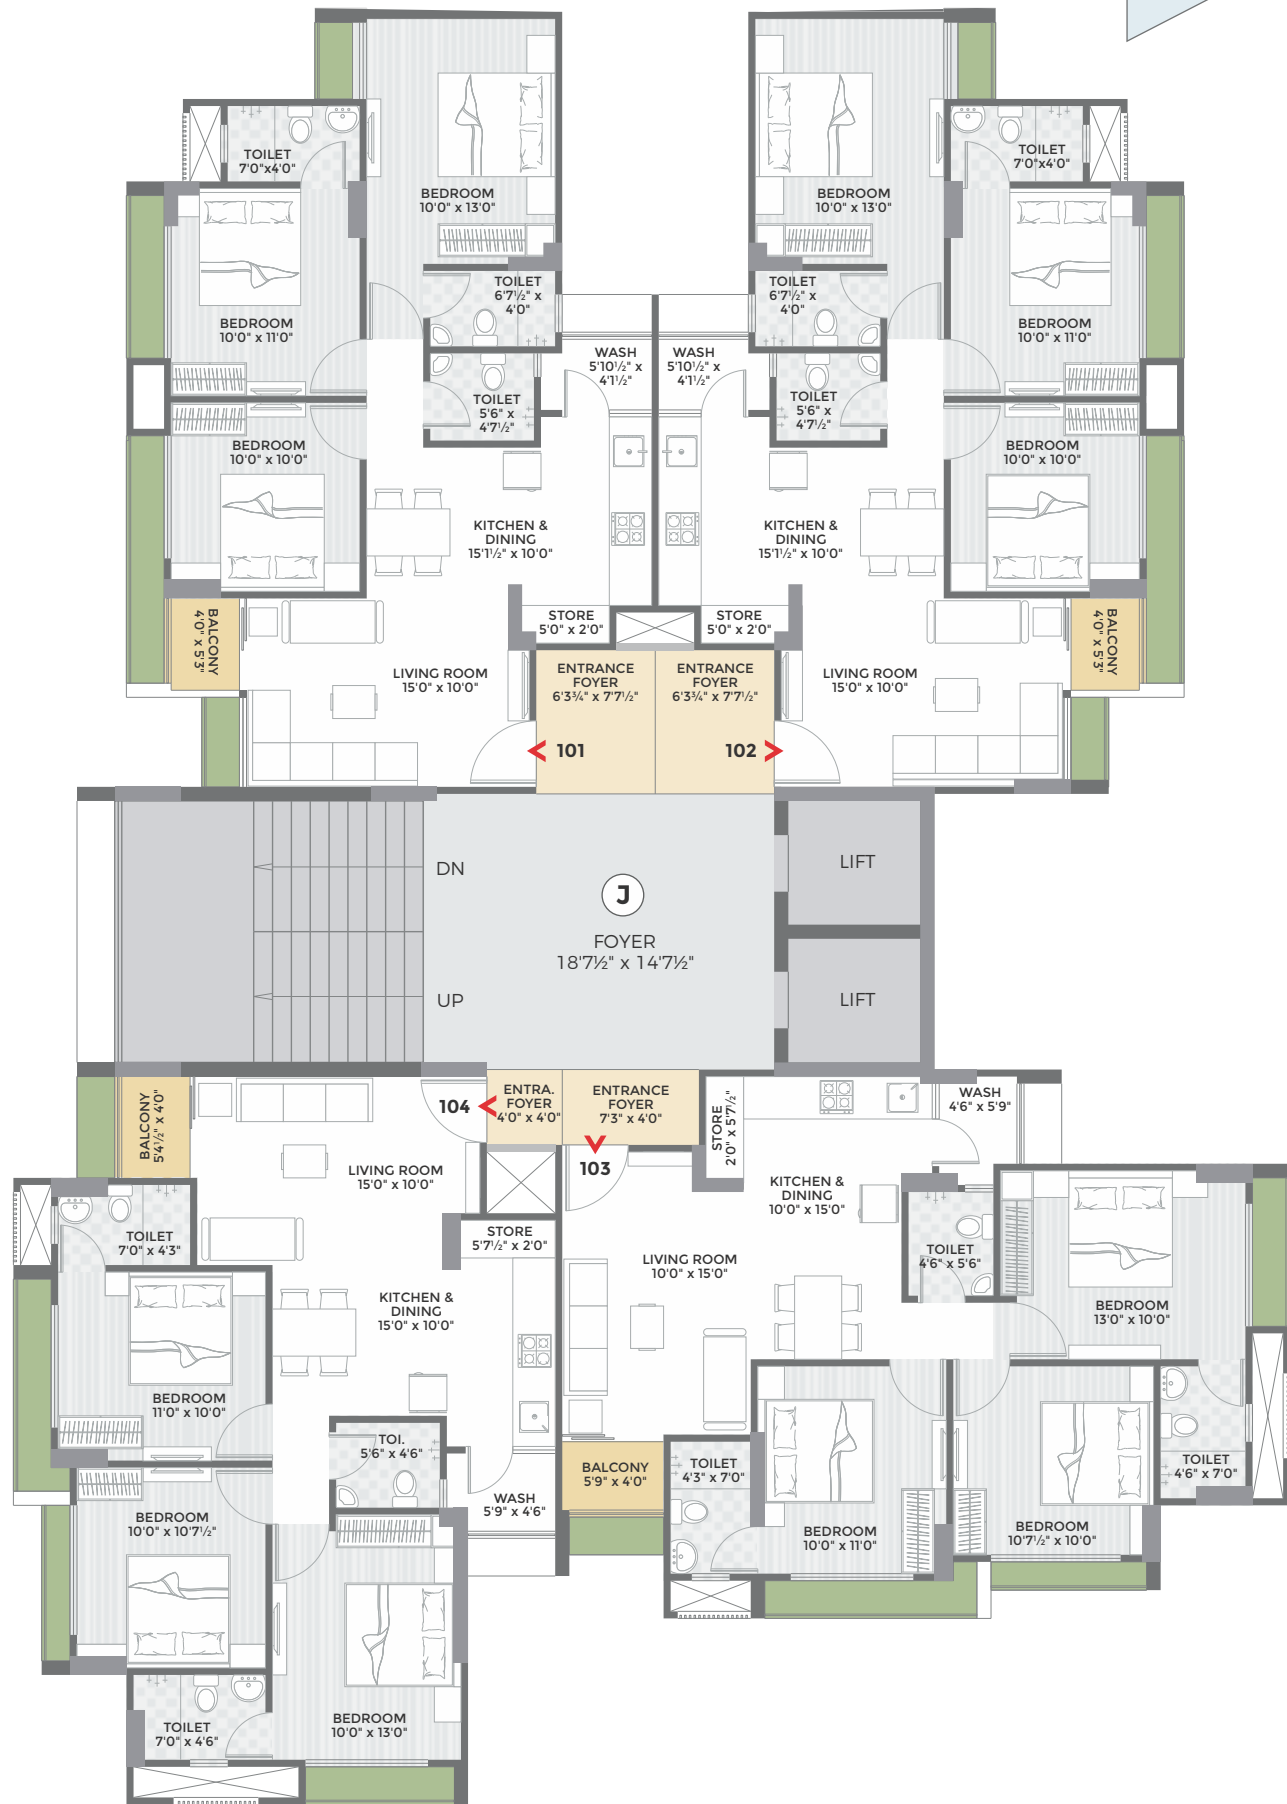 TOILET
7'0"x4'0"
BEDROOM
10'0" x 13'0"
BEDROOM
10'0" x 13'0"
TOILET
7'0"x4'0"
BEDROOM
10'0" x 11'0"
TOILET
6'7½" x
4'0"
TOILET
6'7½" x
4'0"
BEDROOM
10'0" x 11'0"
WASH
5'10½" x
4'1½"
WASH
5'10½" x
4'1½"
TOILET
5'6" x
4'7½"
TOILET
5'6" x
4'7½"
BEDROOM
10'0" x 10'0"
BEDROOM
10'0" x 10'0"
KITCHEN &
DINING
15'1½" x 10'0"
KITCHEN &
DINING
15'1½" x 10'0"
BALCONY
4'0" x 5'3"
STORE
5'0" x 2'0"
STORE
5'0" x 2'0"
BALCONY
4'0" x 5'3"
LIVING ROOM
15'0" x 10'0"
ENTRANCE
FOYER
6'3¾" x 7'7½"
ENTRANCE
FOYER
6'3¾" x 7'7½"
LIVING ROOM
15'0" x 10'0"
101
102
DN
LIFT
J
FOYER
18'7½" x 14'7½"
UP
LIFT
BALCONY
5'4½" x 4'0"
104
ENTRA.
FOYER
4'0" x 4'0"
ENTRANCE
FOYER
7'3" x 4'0"
103
STORE
2'0" x 5'7½"
WASH
4'6" x 5'9"
LIVING ROOM
15'0" x 10'0"
KITCHEN &
DINING
10'0" x 15'0"
TOILET
7'0" x 4'3"
STORE
5'7½" x 2'0"
LIVING ROOM
10'0" x 15'0"
TOILET
4'6" x 5'6"
KITCHEN &
DINING
15'0" x 10'0"
BEDROOM
13'0" x 10'0"
BEDROOM
11'0" x 10'0"
TOI.
5'6" x 4'6"
BALCONY
5'9" x 4'0"
TOILET
4'3" x 7'0"
TOILET
4'6" x 7'0"
BEDROOM
10'0" x 10'7½"
WASH
5'9" x 4'6"
BEDROOM
10'0" x 11'0"
BEDROOM
10'7½" x 10'0"
TOILET
7'0" x 4'6"
BEDROOM
10'0" x 13'0"